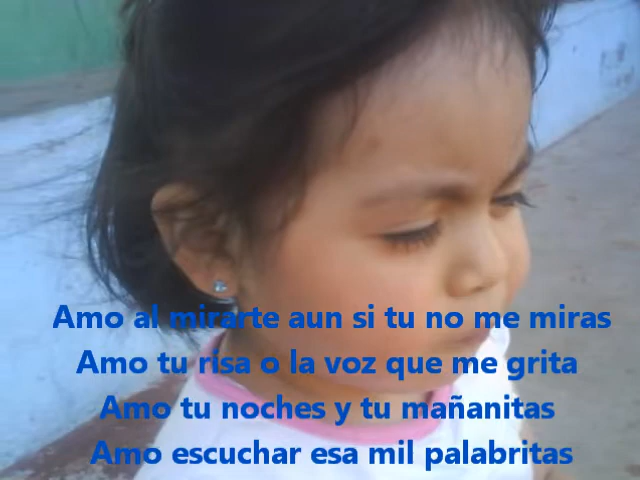 Amo al mirarte aun si tu no me miras
Amo tu risa o la voz que me grita
Amo tu noches y tu mañanitas
Amo escuchar esa mil palabritas